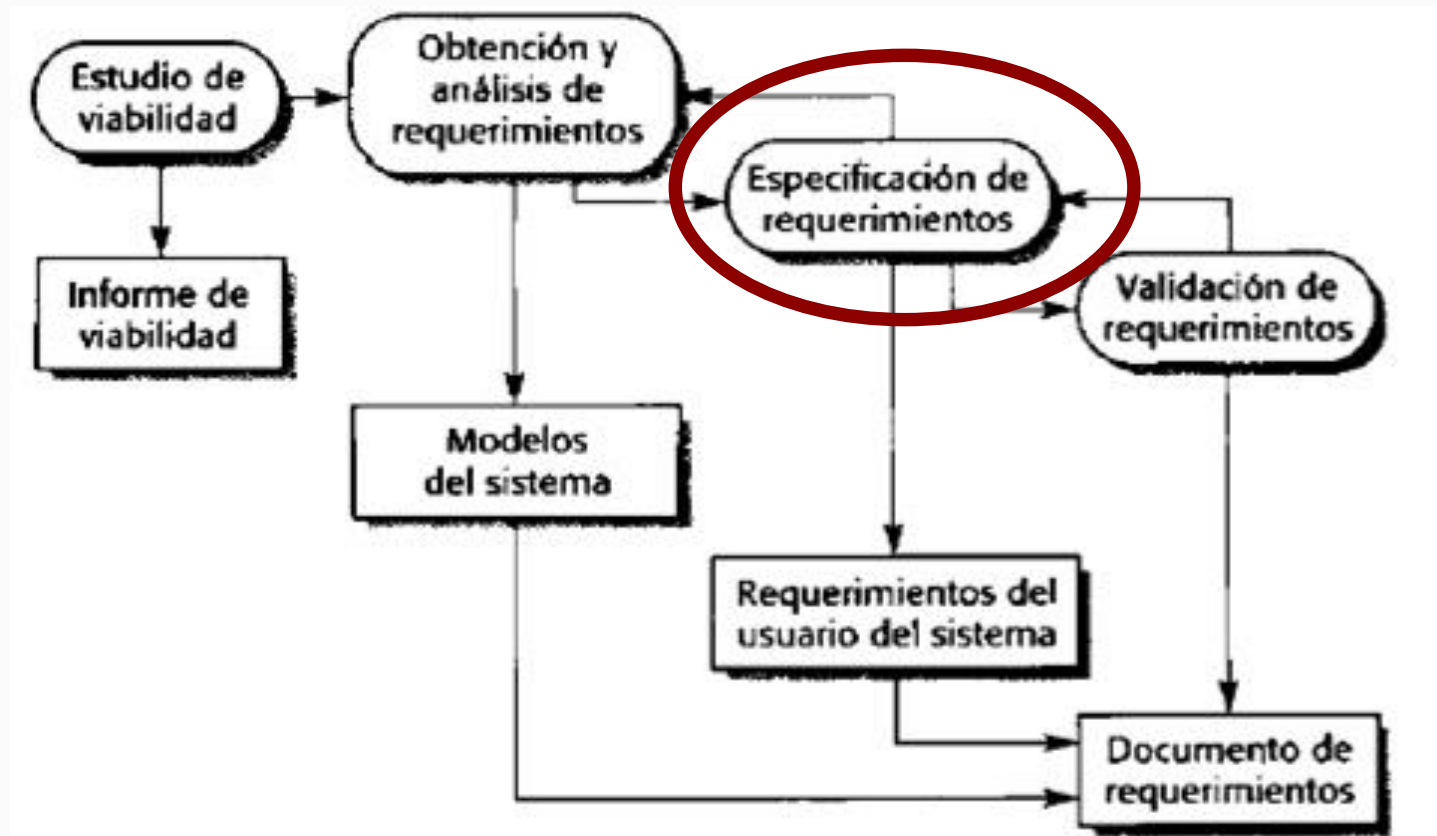 Estudio de
viabilidad
Obtención y
análisis de
requerimientos
Especificación de
requerimientos
Validación de
requerimientos
Informe de
viabilidad
Modelos
del sistema
Requerimientos del
usuario del sistema
Documento de
requerimientos